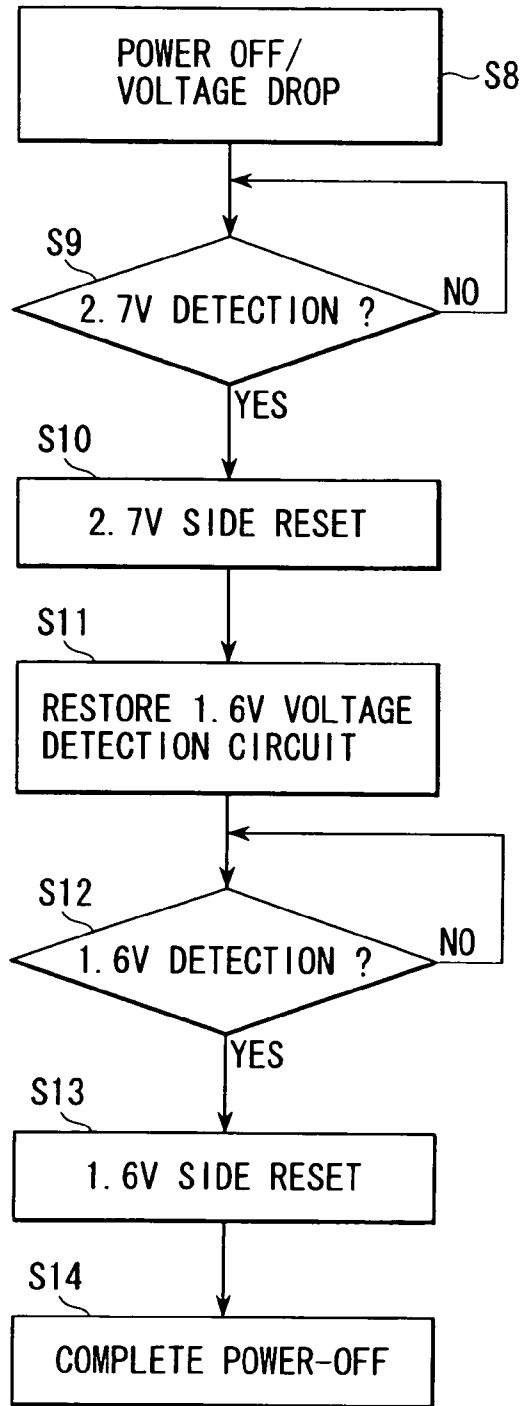 POWER OFF/
VOLTAGE DROP
S8
S9
2.7V DETECTION ?
NO
YES
S10
2.7V SIDE RESET
S11
RESTORE 1.6V VOLTAGE
DETECTION CIRCUIT
S12
1.6V DETECTION ?
NO
YES
S13
1.6V SIDE RESET
S14
COMPLETE POWER-OFF